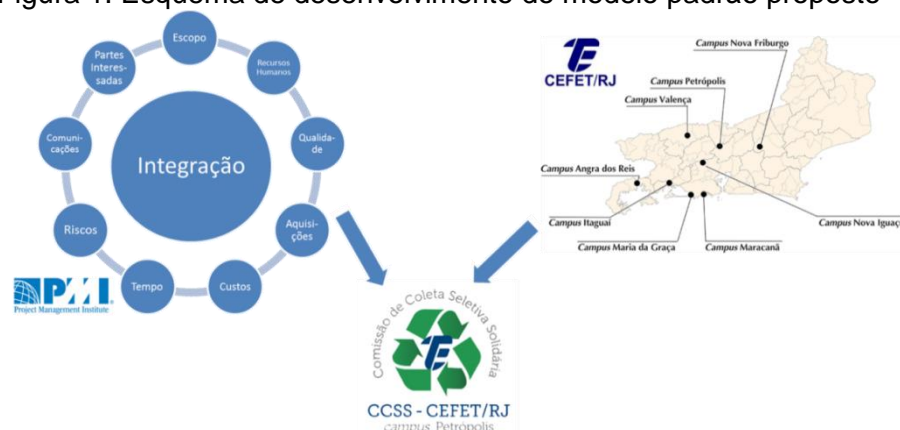 Figura 1: Esquema do desenvolvimento do modelo padrão proposto
Escopo
Recursos
Humanos
Qualida-
de
Aquisi-
ções
Custos
Tempo
Riscos
Comuni-
cações
Partes
Interes-
sadas
Integração
PMI
Project Management Institute
CEFET/RJ
Campus Nova Friburgo
Campus Petrópolis
Campus Valença
Campus Angra dos Reis
Campus Itaguaí
Campus Nova Iguaç
Campus Maria da Graça
Campus Maracanã
Comissão de Coleta Seletiva Solidária
CCSS - CEFET/RJ
campus Petrópolis